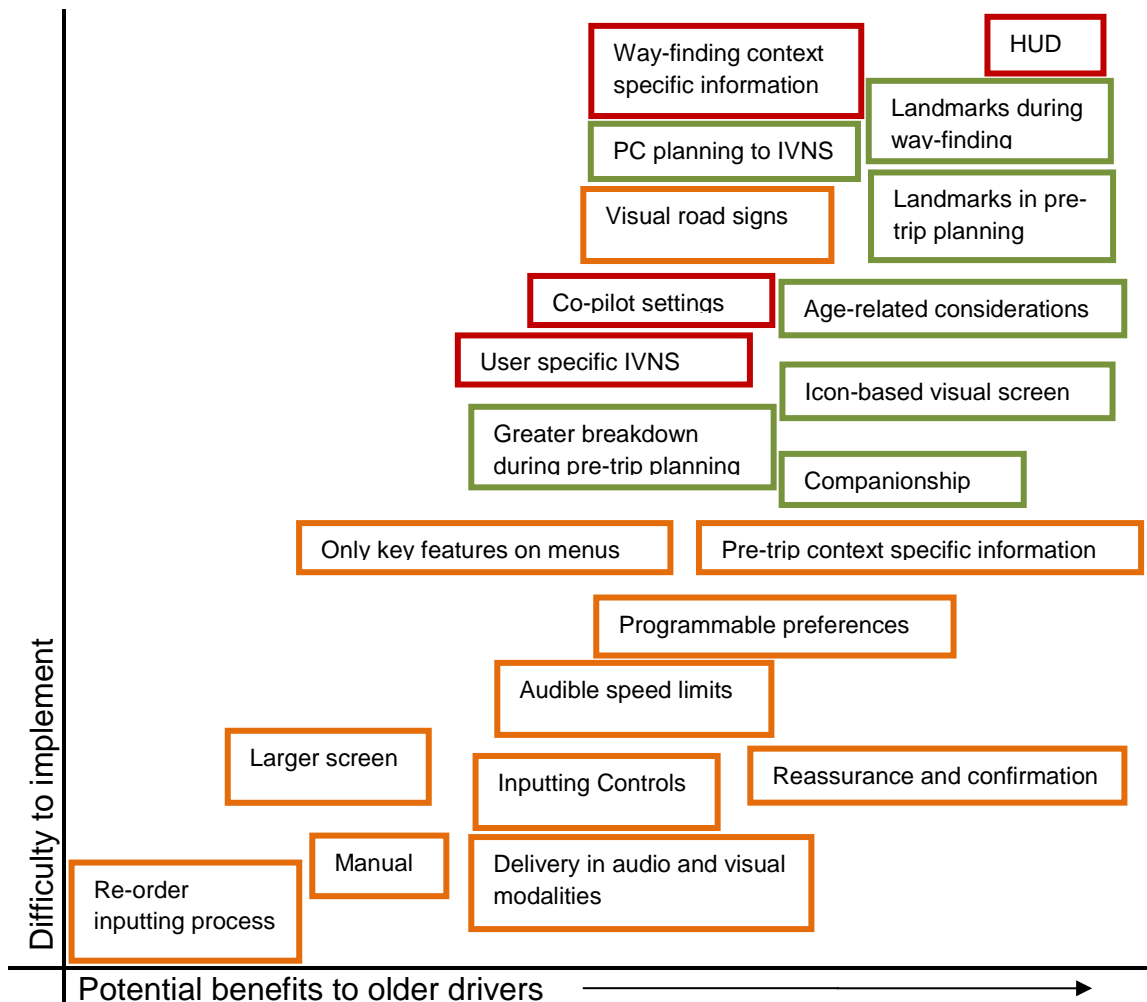 Way-finding context
specific information
HUD
Landmarks during
way-finding
PC planning to IVNS
Landmarks in pre-
trip planning
Visual road signs
Co-pilot settings
Age-related considerations
User specific IVNS
Icon-based visual screen
Greater breakdown
during pre-trip planning
Companionship
Only key features on menus
Pre-trip context specific information
Programmable preferences
Audible speed limits
Larger screen
Inputting Controls
Reassurance and confirmation
Manual
Delivery in audio and visual
modalities
Re-order
inputting process
Difficulty to implement
Potential benefits to older drivers